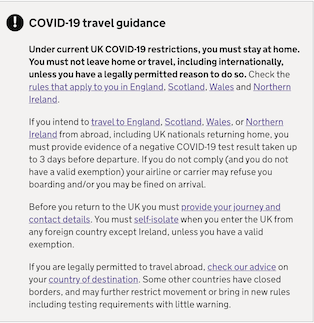 COVID-19 travel guidance
Under current UK COVID-19 restrictions, you must stay at home.
You must not leave home or travel, including internationally,
unless you have a legally permitted reason to do so. Check the
rules that apply to you in England, Scotland, Wales and Northern
Ireland.
If you intend to travel to England, Scotland, Wales, or Northern
Ireland from abroad, including UK nationals returning home, you
must provide evidence of a negative COVID-19 test result taken up
to 3 days before departure. If you do not comply (and you do not
have a valid exemption) your airline or carrier may refuse you
boarding and/or you may be fined on arrival.
Before you return to the UK you must provide your journey and
contact details. You must self-isolate when you enter the UK from
any foreign country except Ireland, unless you have a valid
exemption.
If you are legally permitted to travel abroad, check our advice on
your country of destination. Some other countries have closed
borders, and may further restrict movement or bring in new rules
including testing requirements with little warning.